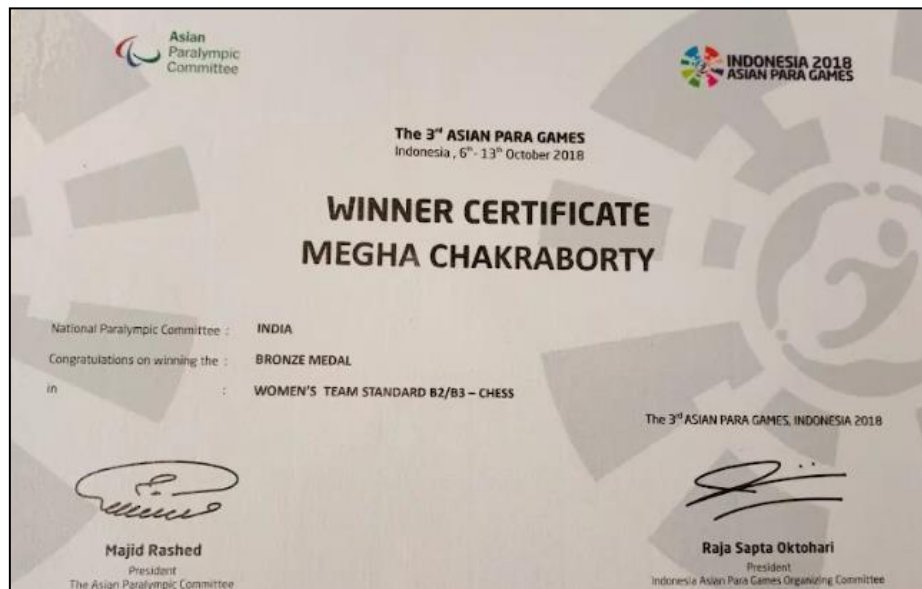 Asian
Paralympic
Committee
INDONESIA 2018
ASIAN PARA GAMES
The 3rd ASIAN PARA GAMES
Indonesia , 6th - 13th October 2018
WINNER CERTIFICATE
MEGHA CHAKRABORTY
National Paralympic Committee : INDIA
Congratulations on winning the : BRONZE MEDAL
in : WOMEN'S TEAM STANDARD B2/B3 – CHESS
The 3rd ASIAN PARA GAMES, INDONESIA 2018
Majid Rashed
President
The Asian Paralympic Committee
Raja Sapta Oktohari
President
Indonesia Asian Para Games Organizing Committee